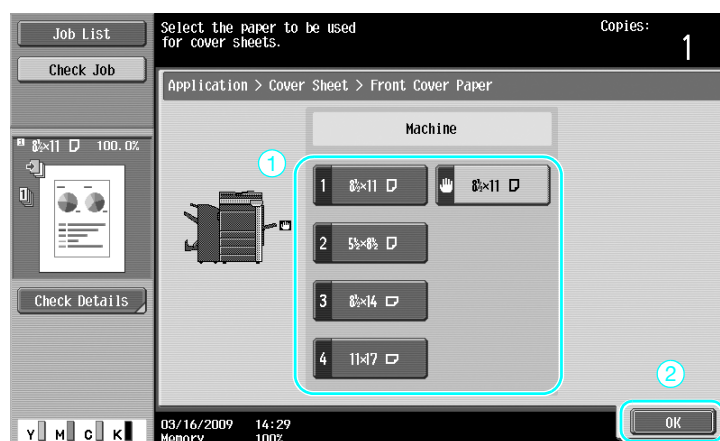 Job List
Select the paper to be used
for cover sheets.
Copies:
1
Check Job
Application > Cover Sheet > Front Cover Paper
Machine
8½×11 100.0%
1
1 8½×11
8½×11
2 5½×8½
3 8½×14
4 11×17
Check Details
2
OK
03/16/2009 14:29
Y M C K
Memory 100%